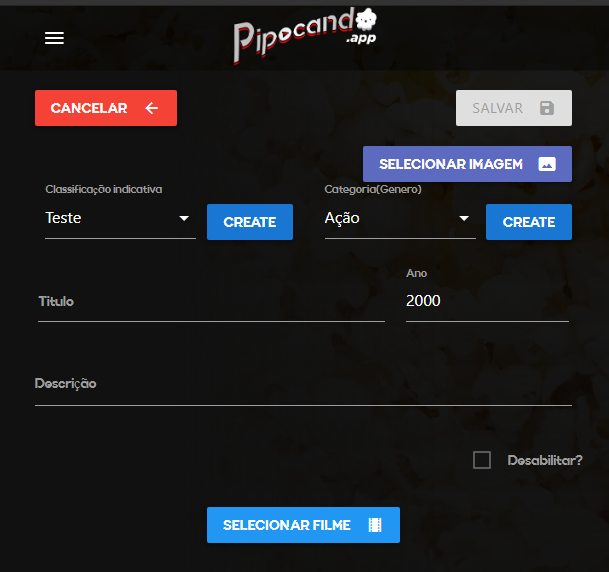 Pipocando
.app
CANCELAR
SALVAR
SELECIONAR IMAGEM
Classificação indicativa
Categoria(Genero)
Teste
CREATE
Ação
CREATE
Ano
Titulo
2000
Descrição
Desabilitar?
SELECIONAR FILME